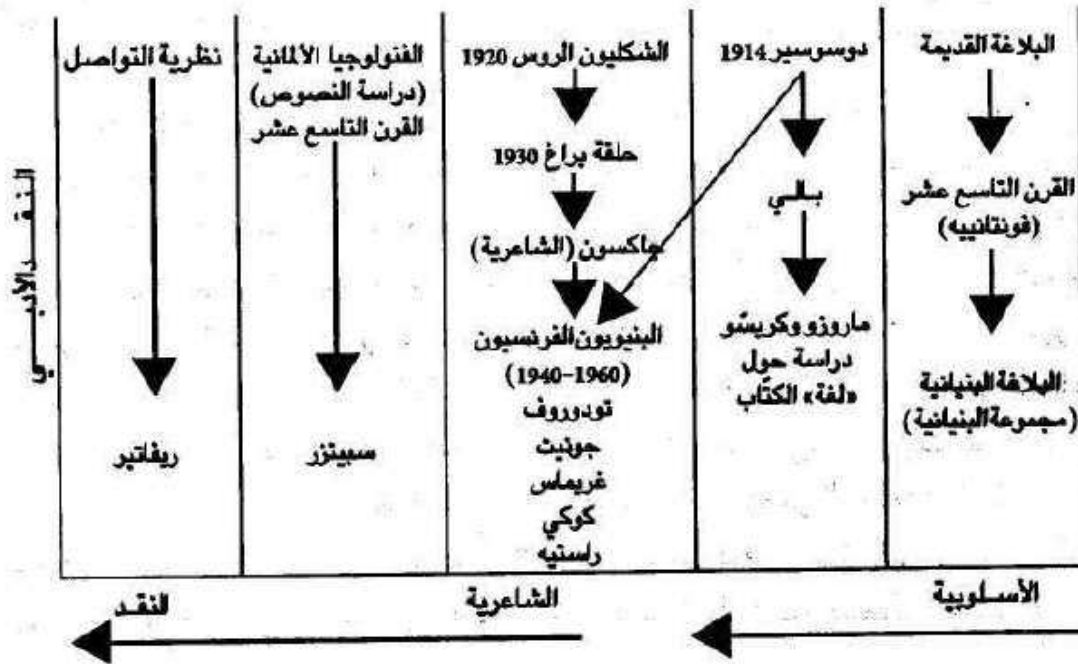 البلاغة القديمة
القرن التاسع عشر
(فونتانييه)
البلاغة البنيانية
(مجموعة البنيانية)
دوسوسير 1914
بالي
ماروزو وكريسّو
دراسة حول
«لغة» الكتّاب
الشكليون الروس 1920
حلقة براغ 1930
جاكسون (الشاعرية)
البنيويون الفرنسيون
(1940-1960)
تودوروف
جونيت
غريماس
كوكي
راستيه
الفنولوجيا الألمانية
(دراسة النصوص)
القرن التاسع عشر
سبيتزر
نظرية التواصل
ريفاتير
النقد الأدبي
الأسلوبية
الشاعرية
النقد